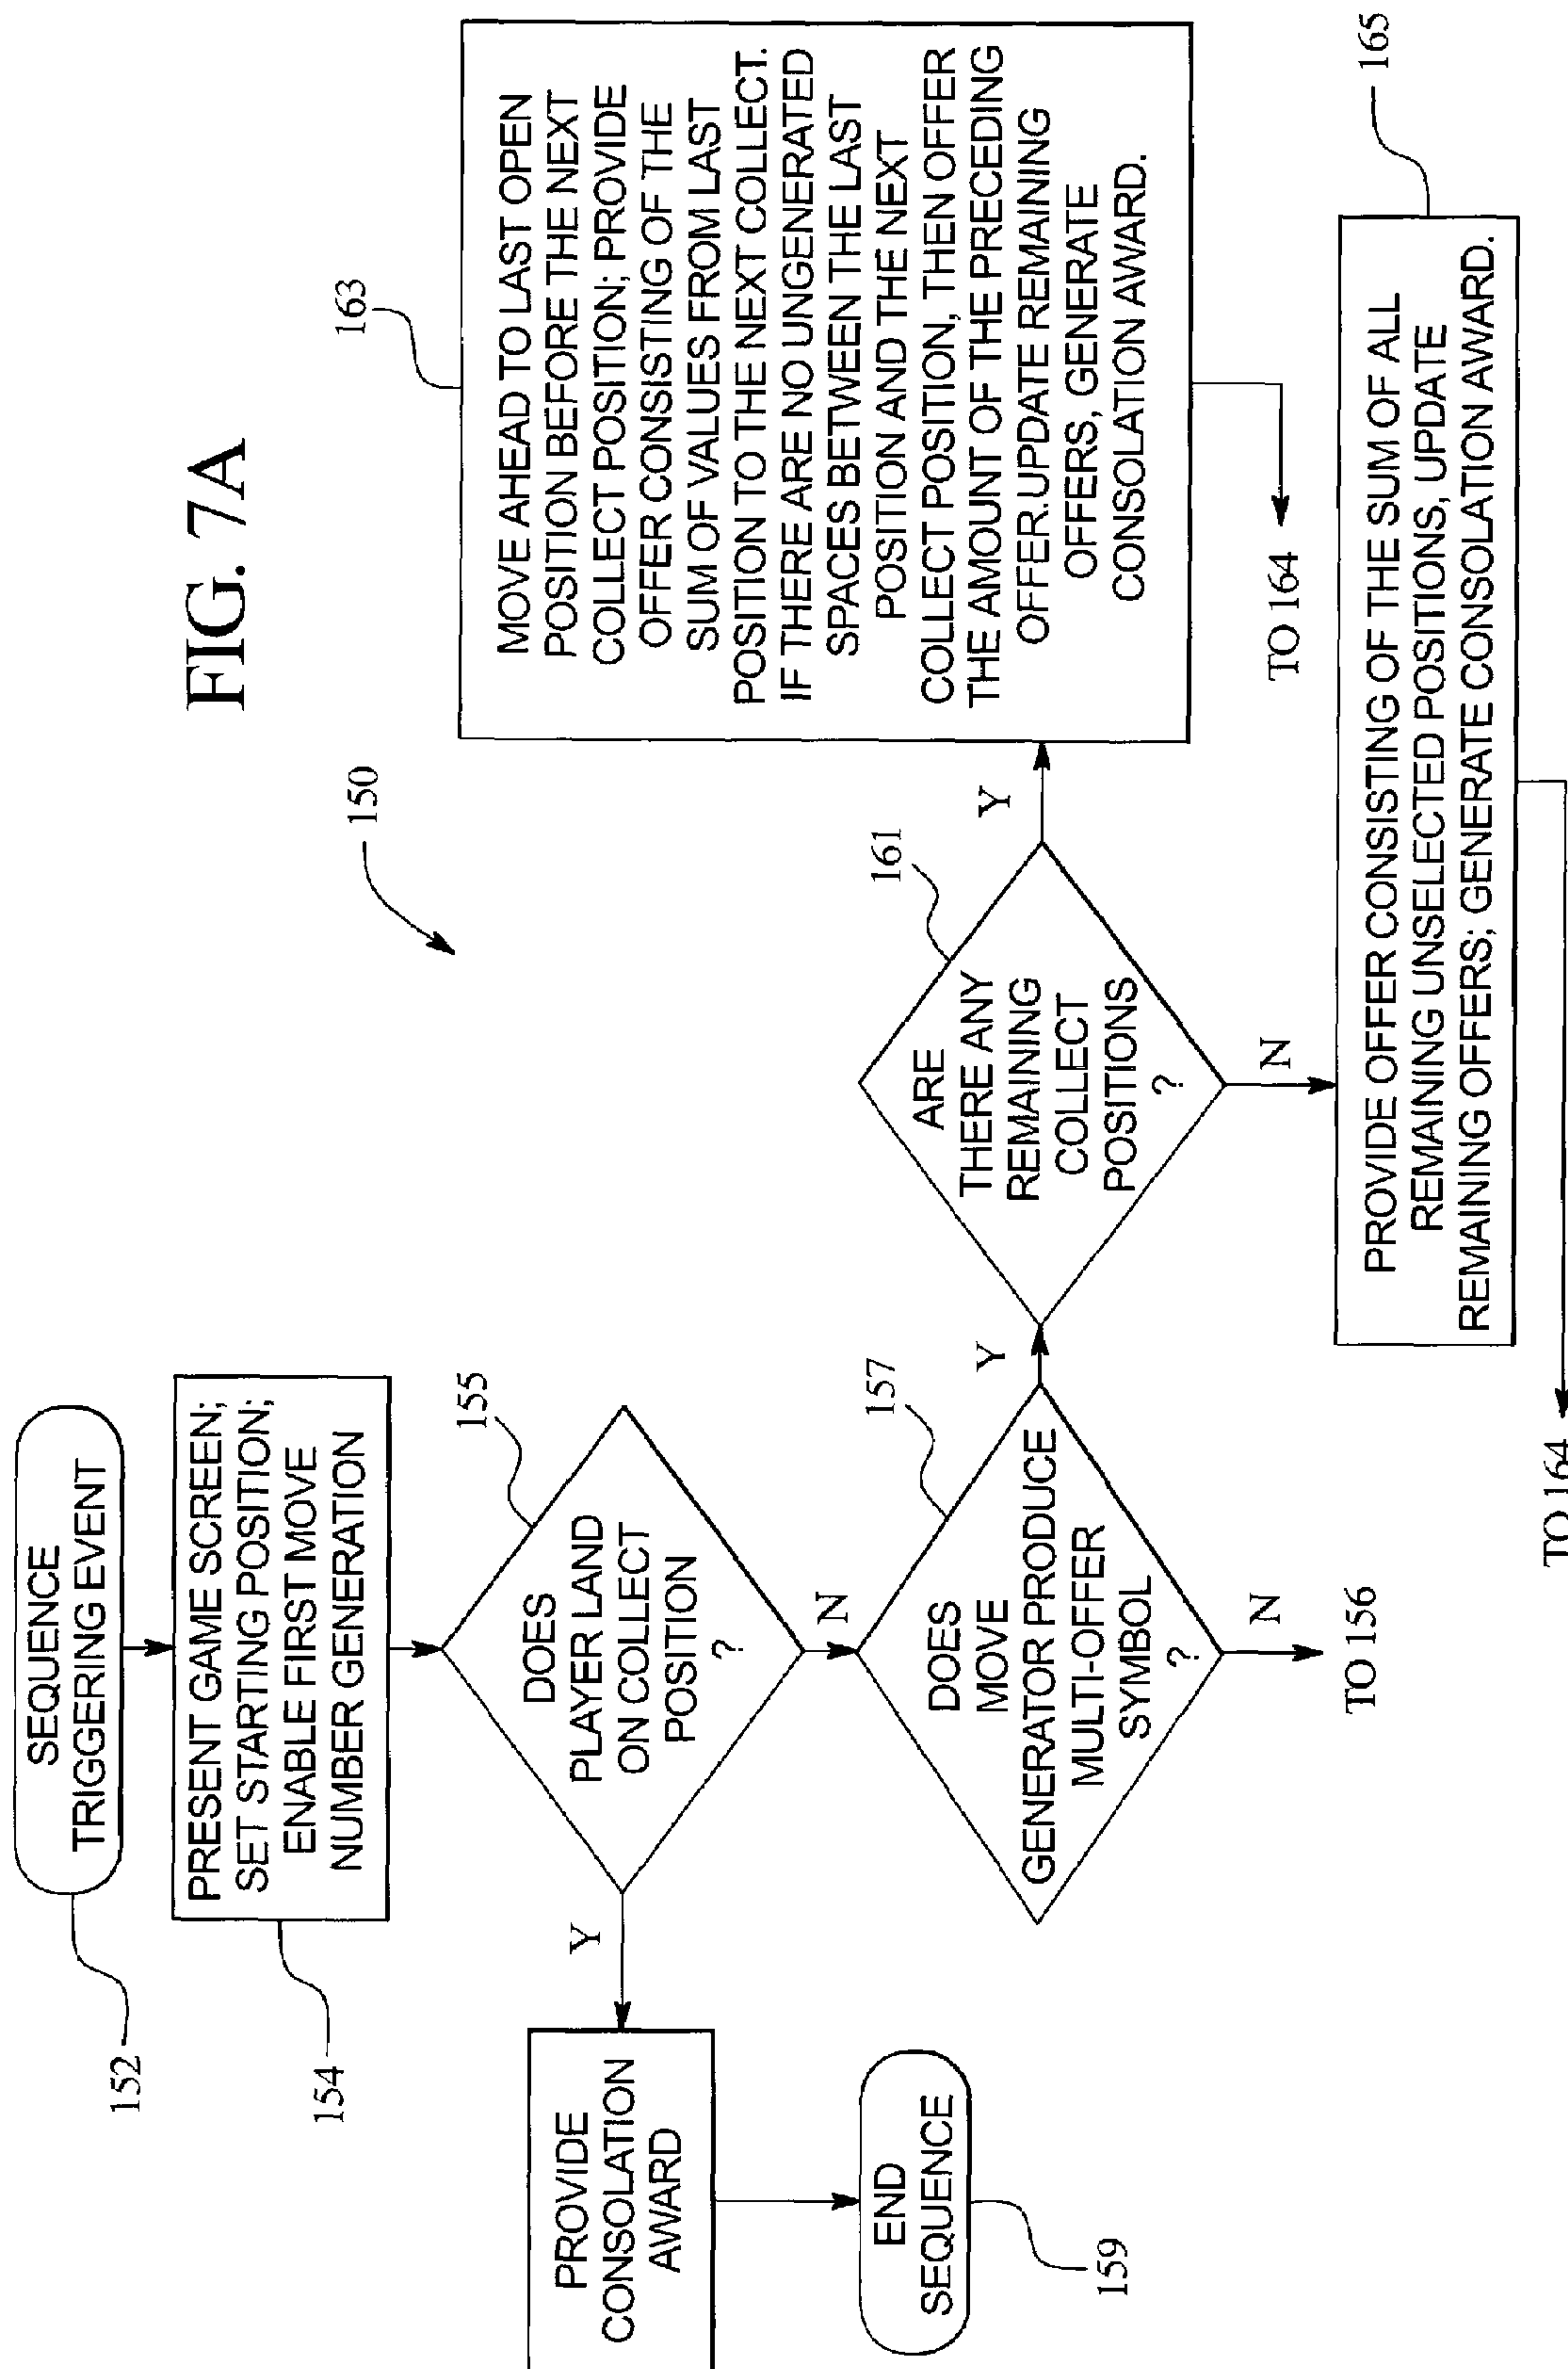 FIG. 7A
150
SEQUENCE
TRIGGERING EVENT
152
PRESENT GAME SCREEN;
SET STARTING POSITION;
ENABLE FIRST MOVE
NUMBER GENERATION
154
DOES
PLAYER LAND
ON COLLECT
POSITION
?
155
Y
N
PROVIDE
CONSOLATION
AWARD
END
SEQUENCE
159
DOES
MOVE
GENERATOR PRODUCE
MULTI-OFFER
SYMBOL
?
157
Y
N
TO 156
ARE
THERE ANY
REMAINING
COLLECT
POSITIONS
?
161
Y
N
MOVE AHEAD TO LAST OPEN
POSITION BEFORE THE NEXT
COLLECT POSITION; PROVIDE
OFFER CONSISTING OF THE
SUM OF VALUES FROM LAST
POSITION TO THE NEXT COLLECT.
IF THERE ARE NO UNGENERATED
SPACES BETWEEN THE LAST
POSITION AND THE NEXT
COLLECT POSITION, THEN OFFER
THE AMOUNT OF THE PRECEDING
OFFER.UPDATE REMAINING
OFFERS, GENERATE
CONSOLATION AWARD.
163
TO 164
PROVIDE OFFER CONSISTING OF THE SUM OF ALL
REMAINING UNSELECTED POSITIONS, UPDATE
REMAINING OFFERS; GENERATE CONSOLATION AWARD.
165
TO 164